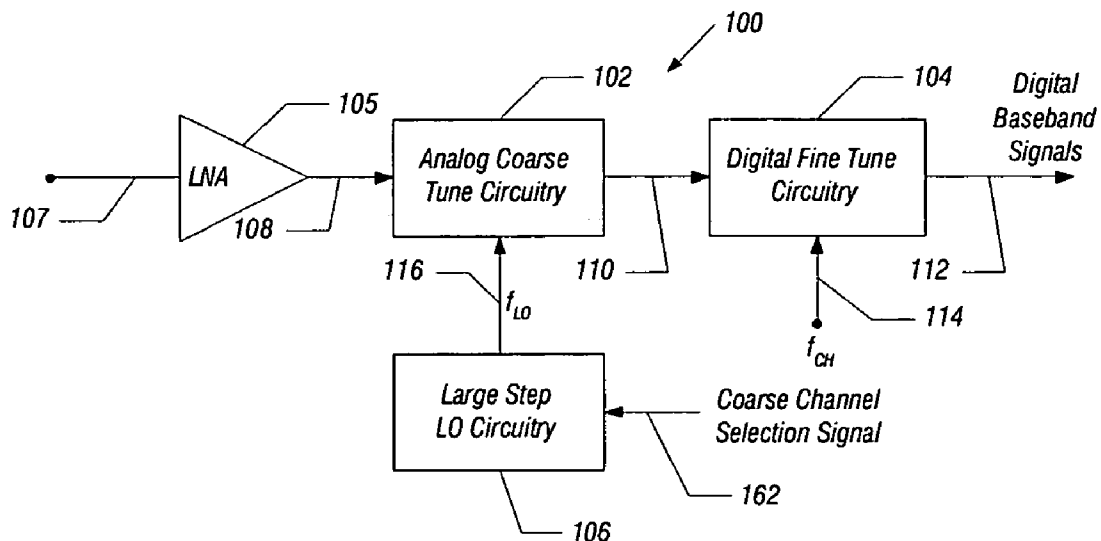 100
102
104
Digital
Baseband
Signals
105
LNA
Analog Coarse
Tune Circuitry
Digital Fine Tune
Circuitry
107
108
110
112
116
f_LO
114
f_CH
Large Step
LO Circuitry
Coarse Channel
Selection Signal
162
106